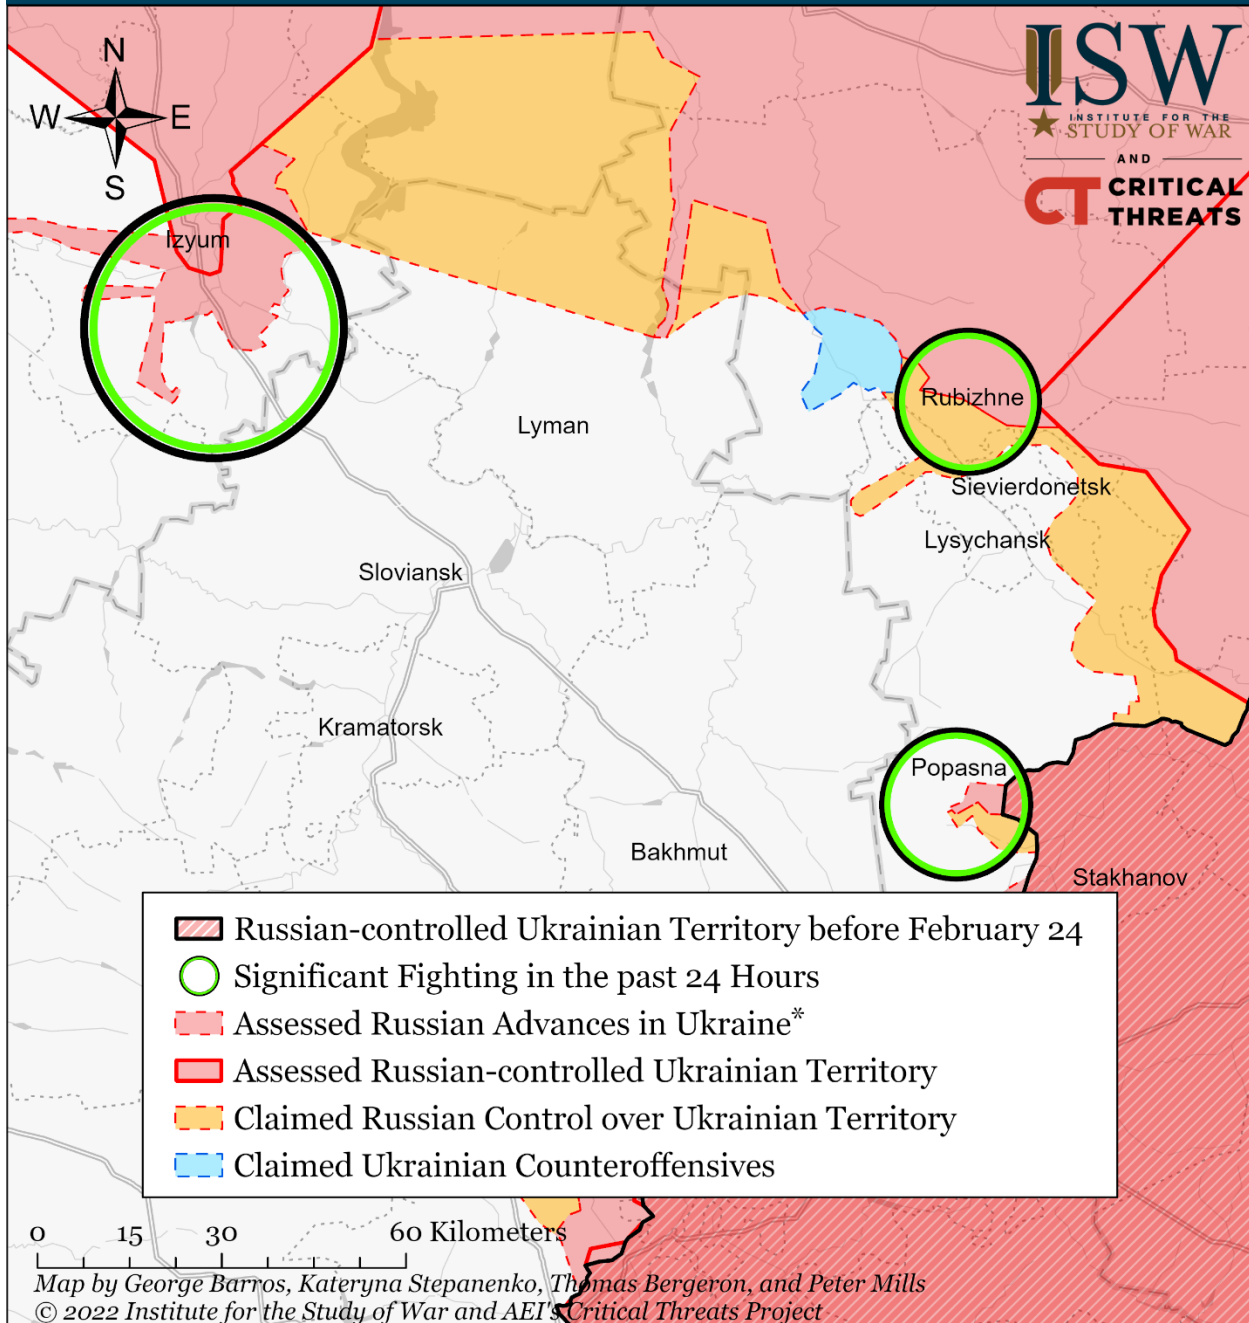 N
W
E
S
ISW
INSTITUTE FOR THE
STUDY OF WAR
AND
CT CRITICAL
THREATS
Izyum
Rubizhne
Lyman
Sievierdonetsk
Lysychansk
Sloviansk
Kramatorsk
Popasna
Bakhmut
Stakhanov
Russian-controlled Ukrainian Territory before February 24
Significant Fighting in the past 24 Hours
Assessed Russian Advances in Ukraine*
Assessed Russian-controlled Ukrainian Territory
Claimed Russian Control over Ukrainian Territory
Claimed Ukrainian Counteroffensives
0 15 30 60 Kilometers
Map by George Barros, Kateryna Stepanenko, Thomas Bergeron, and Peter Mills
© 2022 Institute for the Study of War and AEI's Critical Threats Project